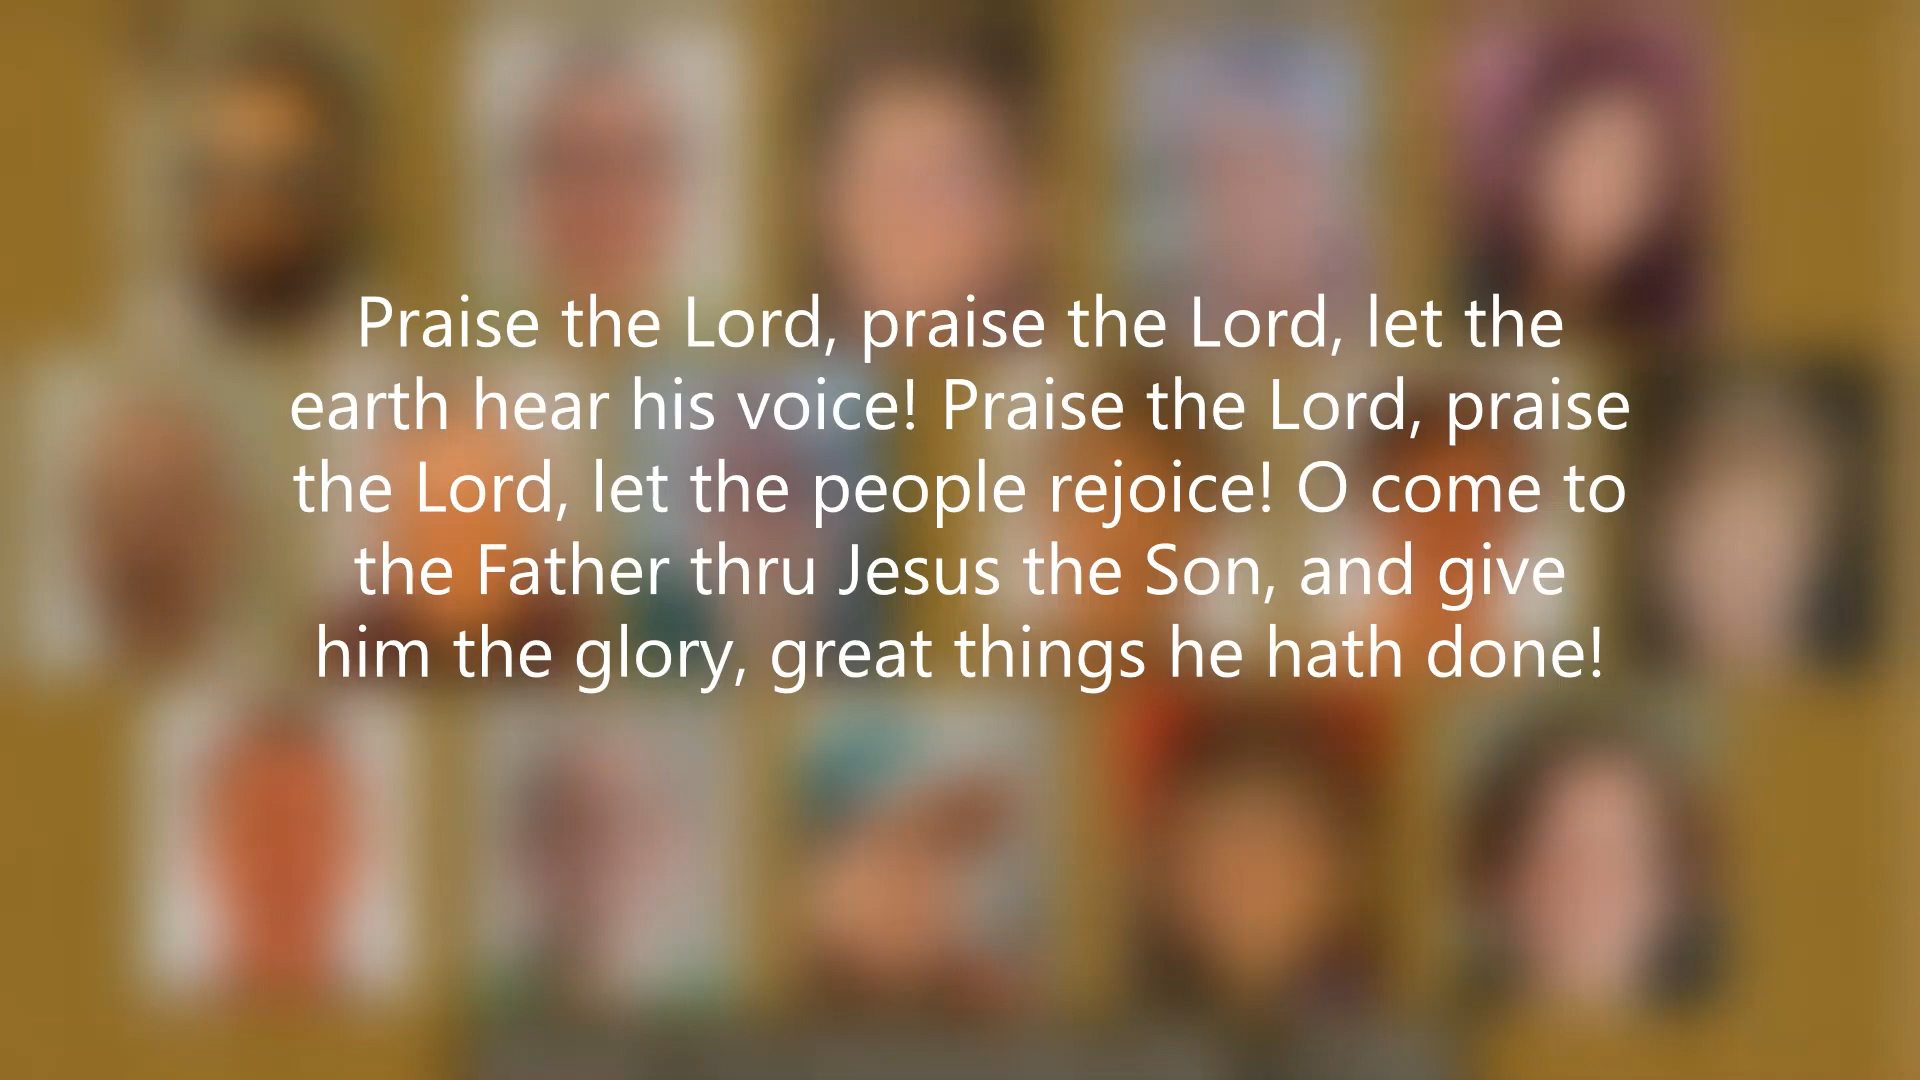 Praise the Lord, praise the Lord, let the
earth hear his voice! Praise the Lord, praise
the Lord, let the people rejoice! O come to
the Father thru Jesus the Son, and give
him the glory, great things he hath done!